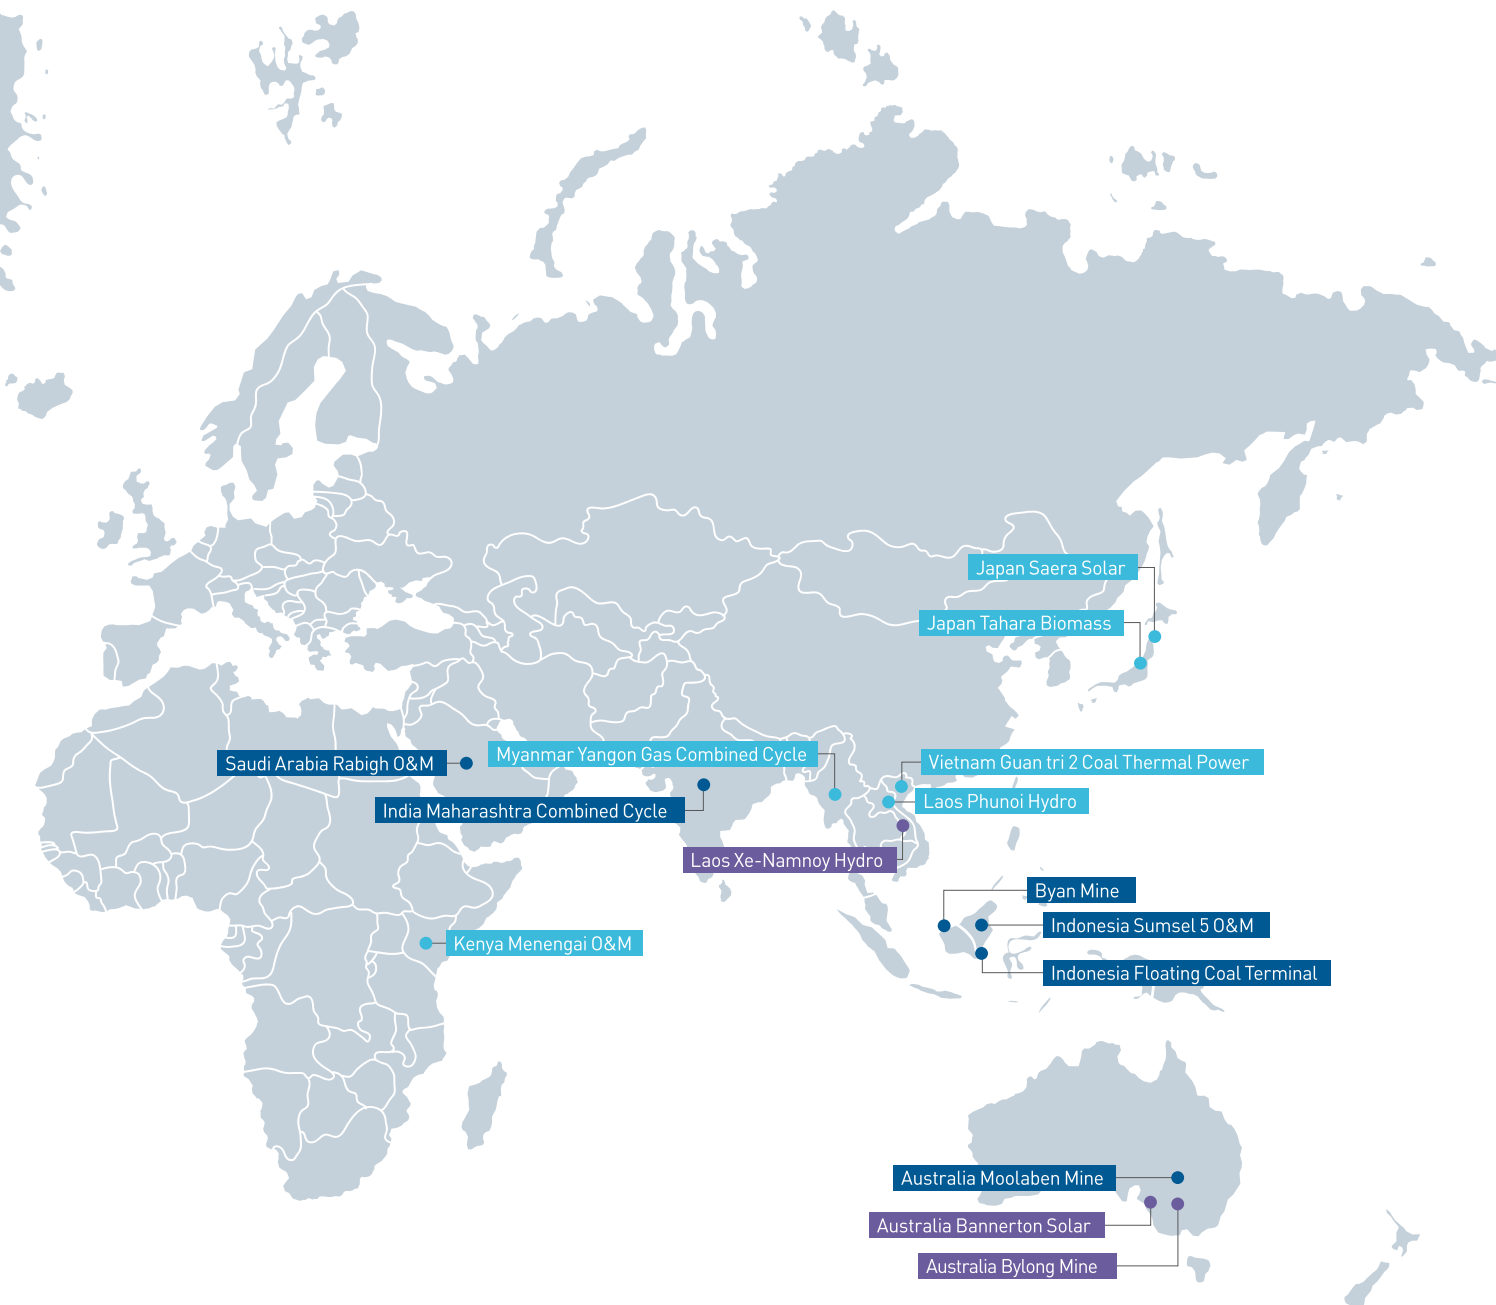 Japan Saera Solar
Japan Tahara Biomass
Myanmar Yangon Gas Combined Cycle
Vietnam Guan tri 2 Coal Thermal Power
Saudi Arabia Rabigh O&M
Laos Phunoi Hydro
India Maharashtra Combined Cycle
Laos Xe-Namnoy Hydro
Byan Mine
Indonesia Sumsel 5 O&M
Kenya Menengai O&M
Indonesia Floating Coal Terminal
Australia Moolaben Mine
Australia Bannerton Solar
Australia Bylong Mine